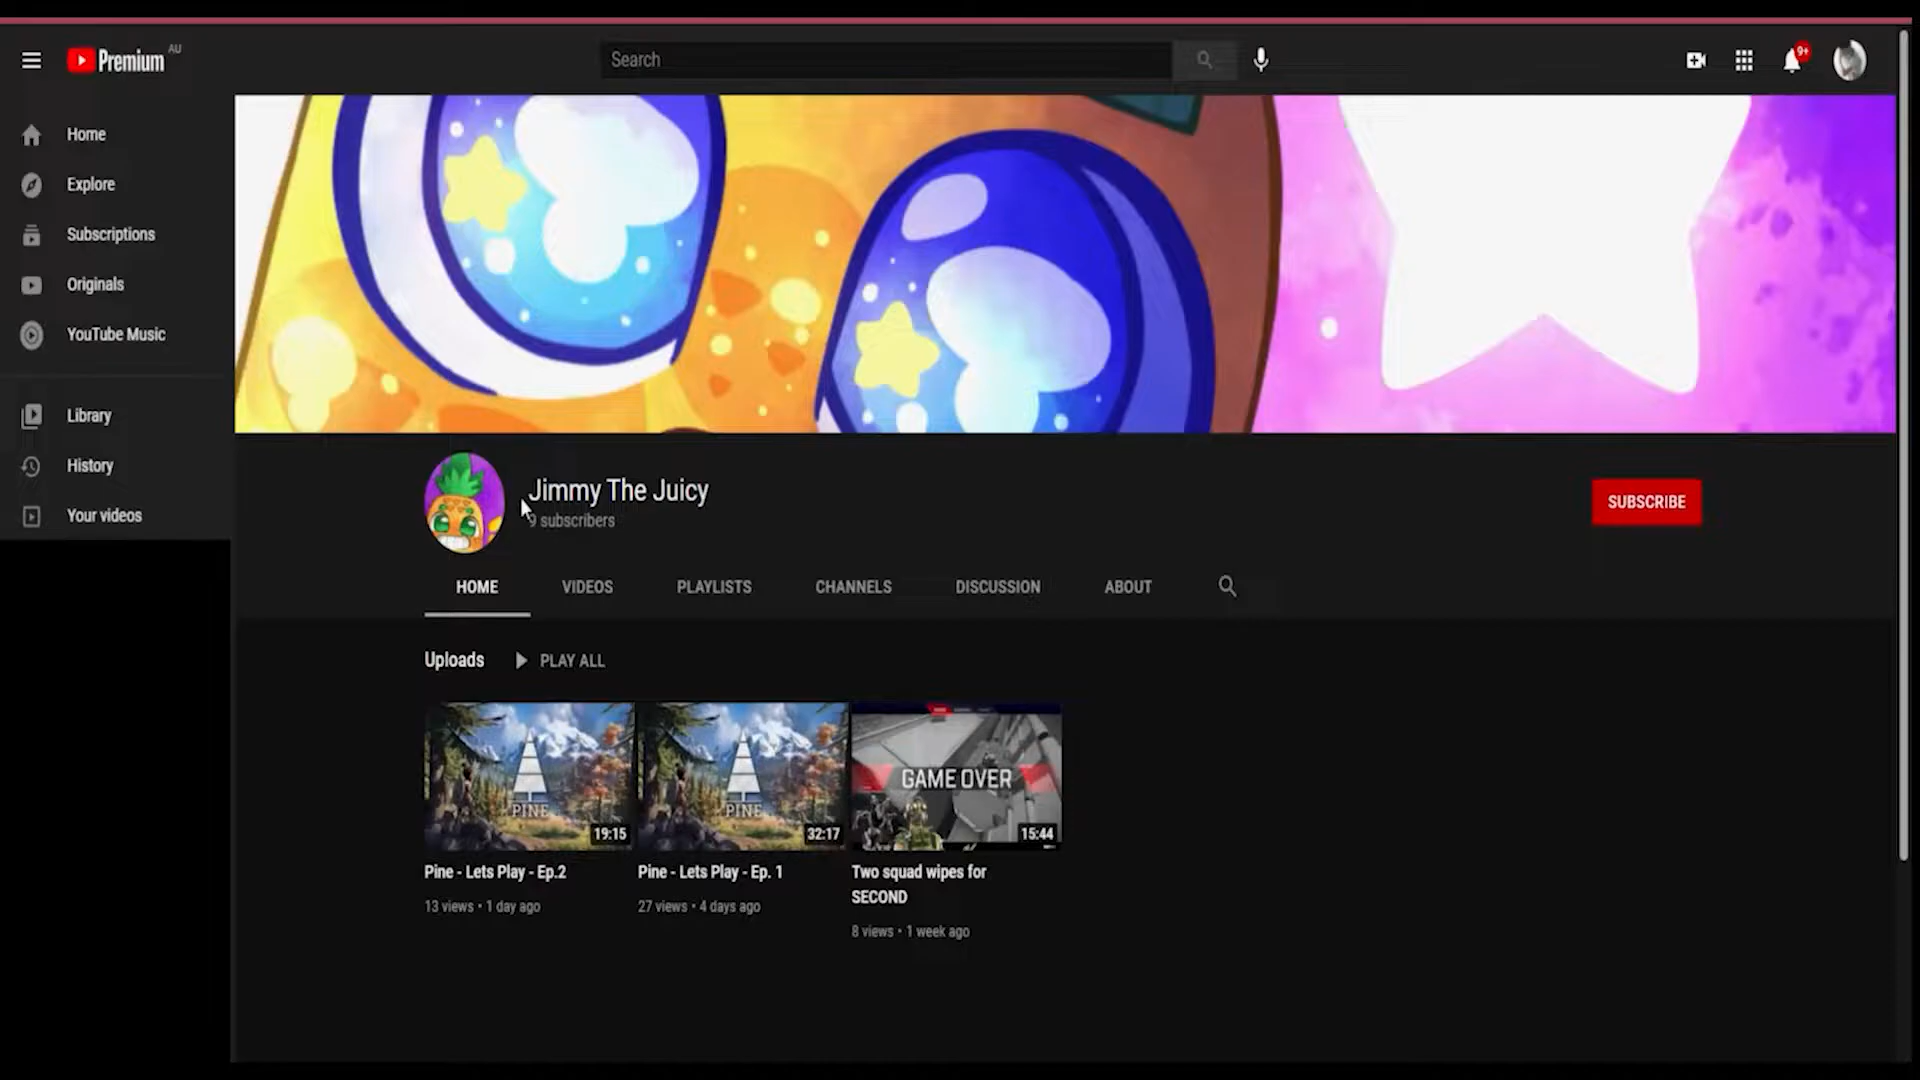 Premium AU
Search
9+
Home
Explore
Subscriptions
Originals
YouTube Music
Library
History
Your videos
Jimmy The Juicy
9 subscribers
SUBSCRIBE
HOME VIDEOS PLAYLISTS CHANNELS DISCUSSION ABOUT
Uploads PLAY ALL
PINE
19:15
PINE
32:17
GAME OVER
15:44
Pine - Lets Play - Ep.2
13 views • 1 day ago
Pine - Lets Play - Ep. 1
27 views • 4 days ago
Two squad wipes for
SECOND
8 views • 1 week ago